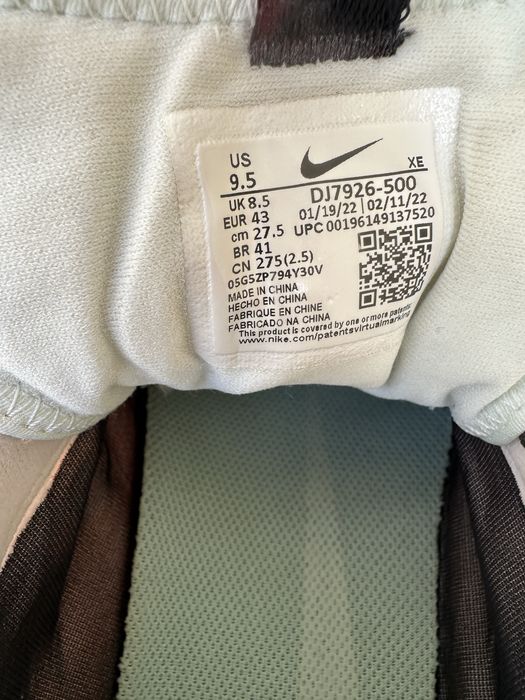 US
9.5
XE
UK 8.5
DJ7926-500
EUR 43
01/19/22 | 02/11/22
cm 27.5
UPC 00196149137520
BR 41
CN 275(2.5)
05G5ZP794Y30V
MADE IN CHINA
HECHO EN CHINA
FABRIQUE EN CHINE
FABRICADO NA CHINA
This product is covered by one or more patents.
www.nike.com/patentsvirtualmarking